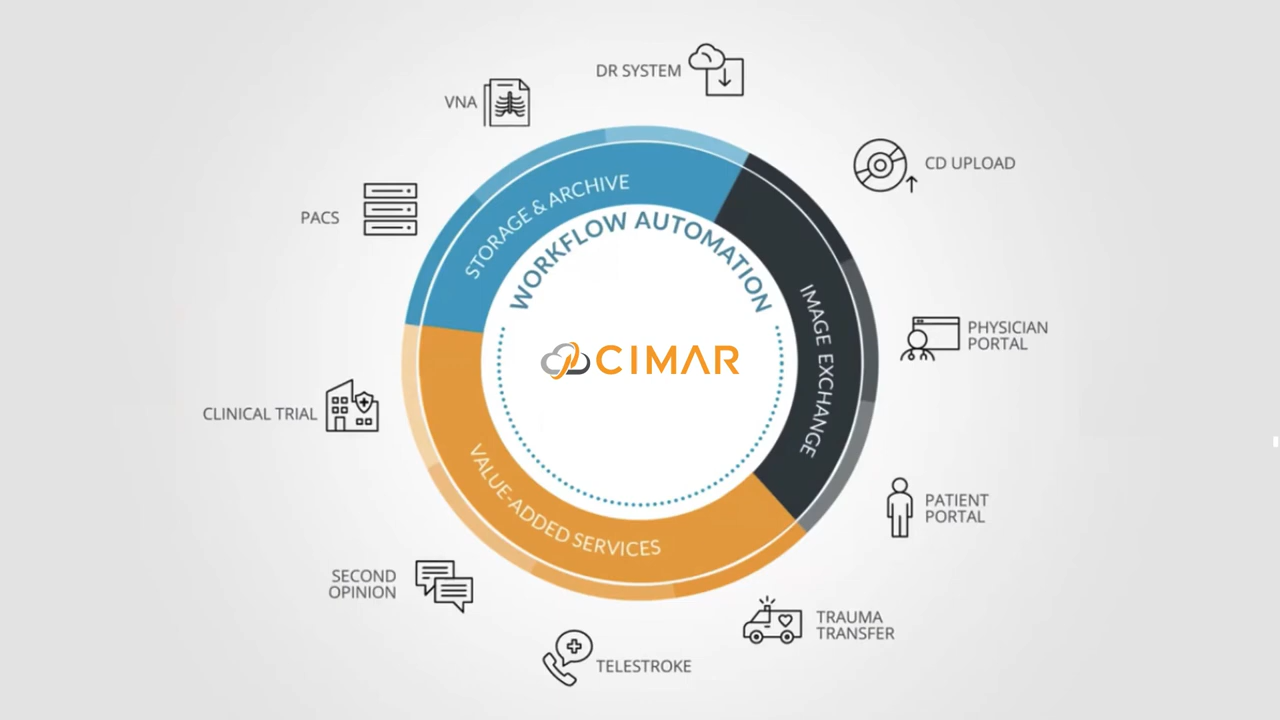 DR SYSTEM
VNA
CD UPLOAD
PACS
STORAGE & ARCHIVE
WORKFLOW AUTOMATION
IMAGE EXCHANGE
PHYSICIAN
PORTAL
CIMAR
CLINICAL TRIAL
VALUE-ADDED SERVICES
PATIENT
PORTAL
SECOND
OPINION
TRAUMA
TRANSFER
TELESTROKE